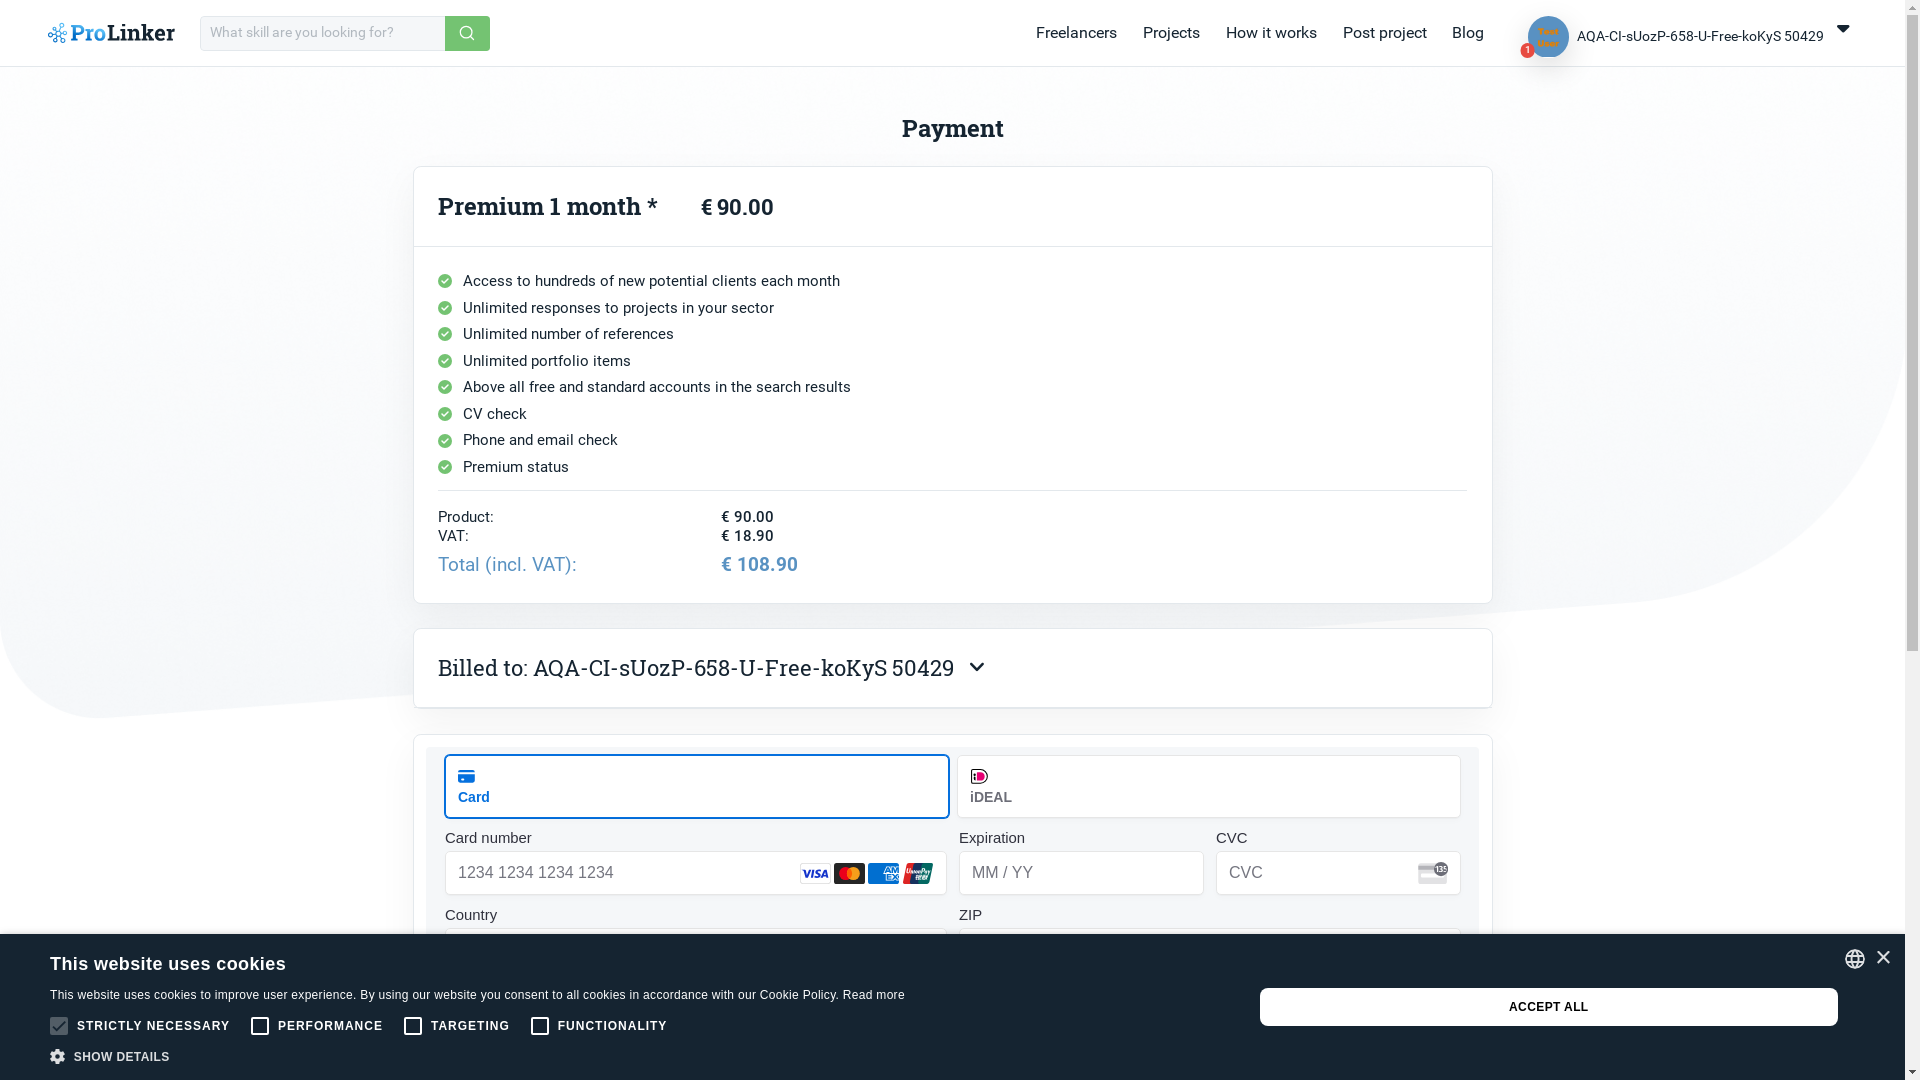 ProLinker
What skill are you looking for?
Freelancers
Projects
How it works
Post project
Blog
Test User
1
AQA-CI-sUozP-658-U-Free-koKyS 50429
Payment
Premium 1 month * € 90.00
Access to hundreds of new potential clients each month
Unlimited responses to projects in your sector
Unlimited number of references
Unlimited portfolio items
Above all free and standard accounts in the search results
CV check
Phone and email check
Premium status
Product: € 90.00
VAT: € 18.90
Total (incl. VAT): € 108.90
Billed to: AQA-CI-sUozP-658-U-Free-koKyS 50429
Card
iDEAL
Card number
Expiration
CVC
1234 1234 1234 1234
VISA
AMEX
UnionPay
MM / YY
CVC
135
Country
ZIP
This website uses cookies
This website uses cookies to improve user experience. By using our website you consent to all cookies in accordance with our Cookie Policy. Read more
STRICTLY NECESSARY
PERFORMANCE
TARGETING
FUNCTIONALITY
SHOW DETAILS
ACCEPT ALL
×